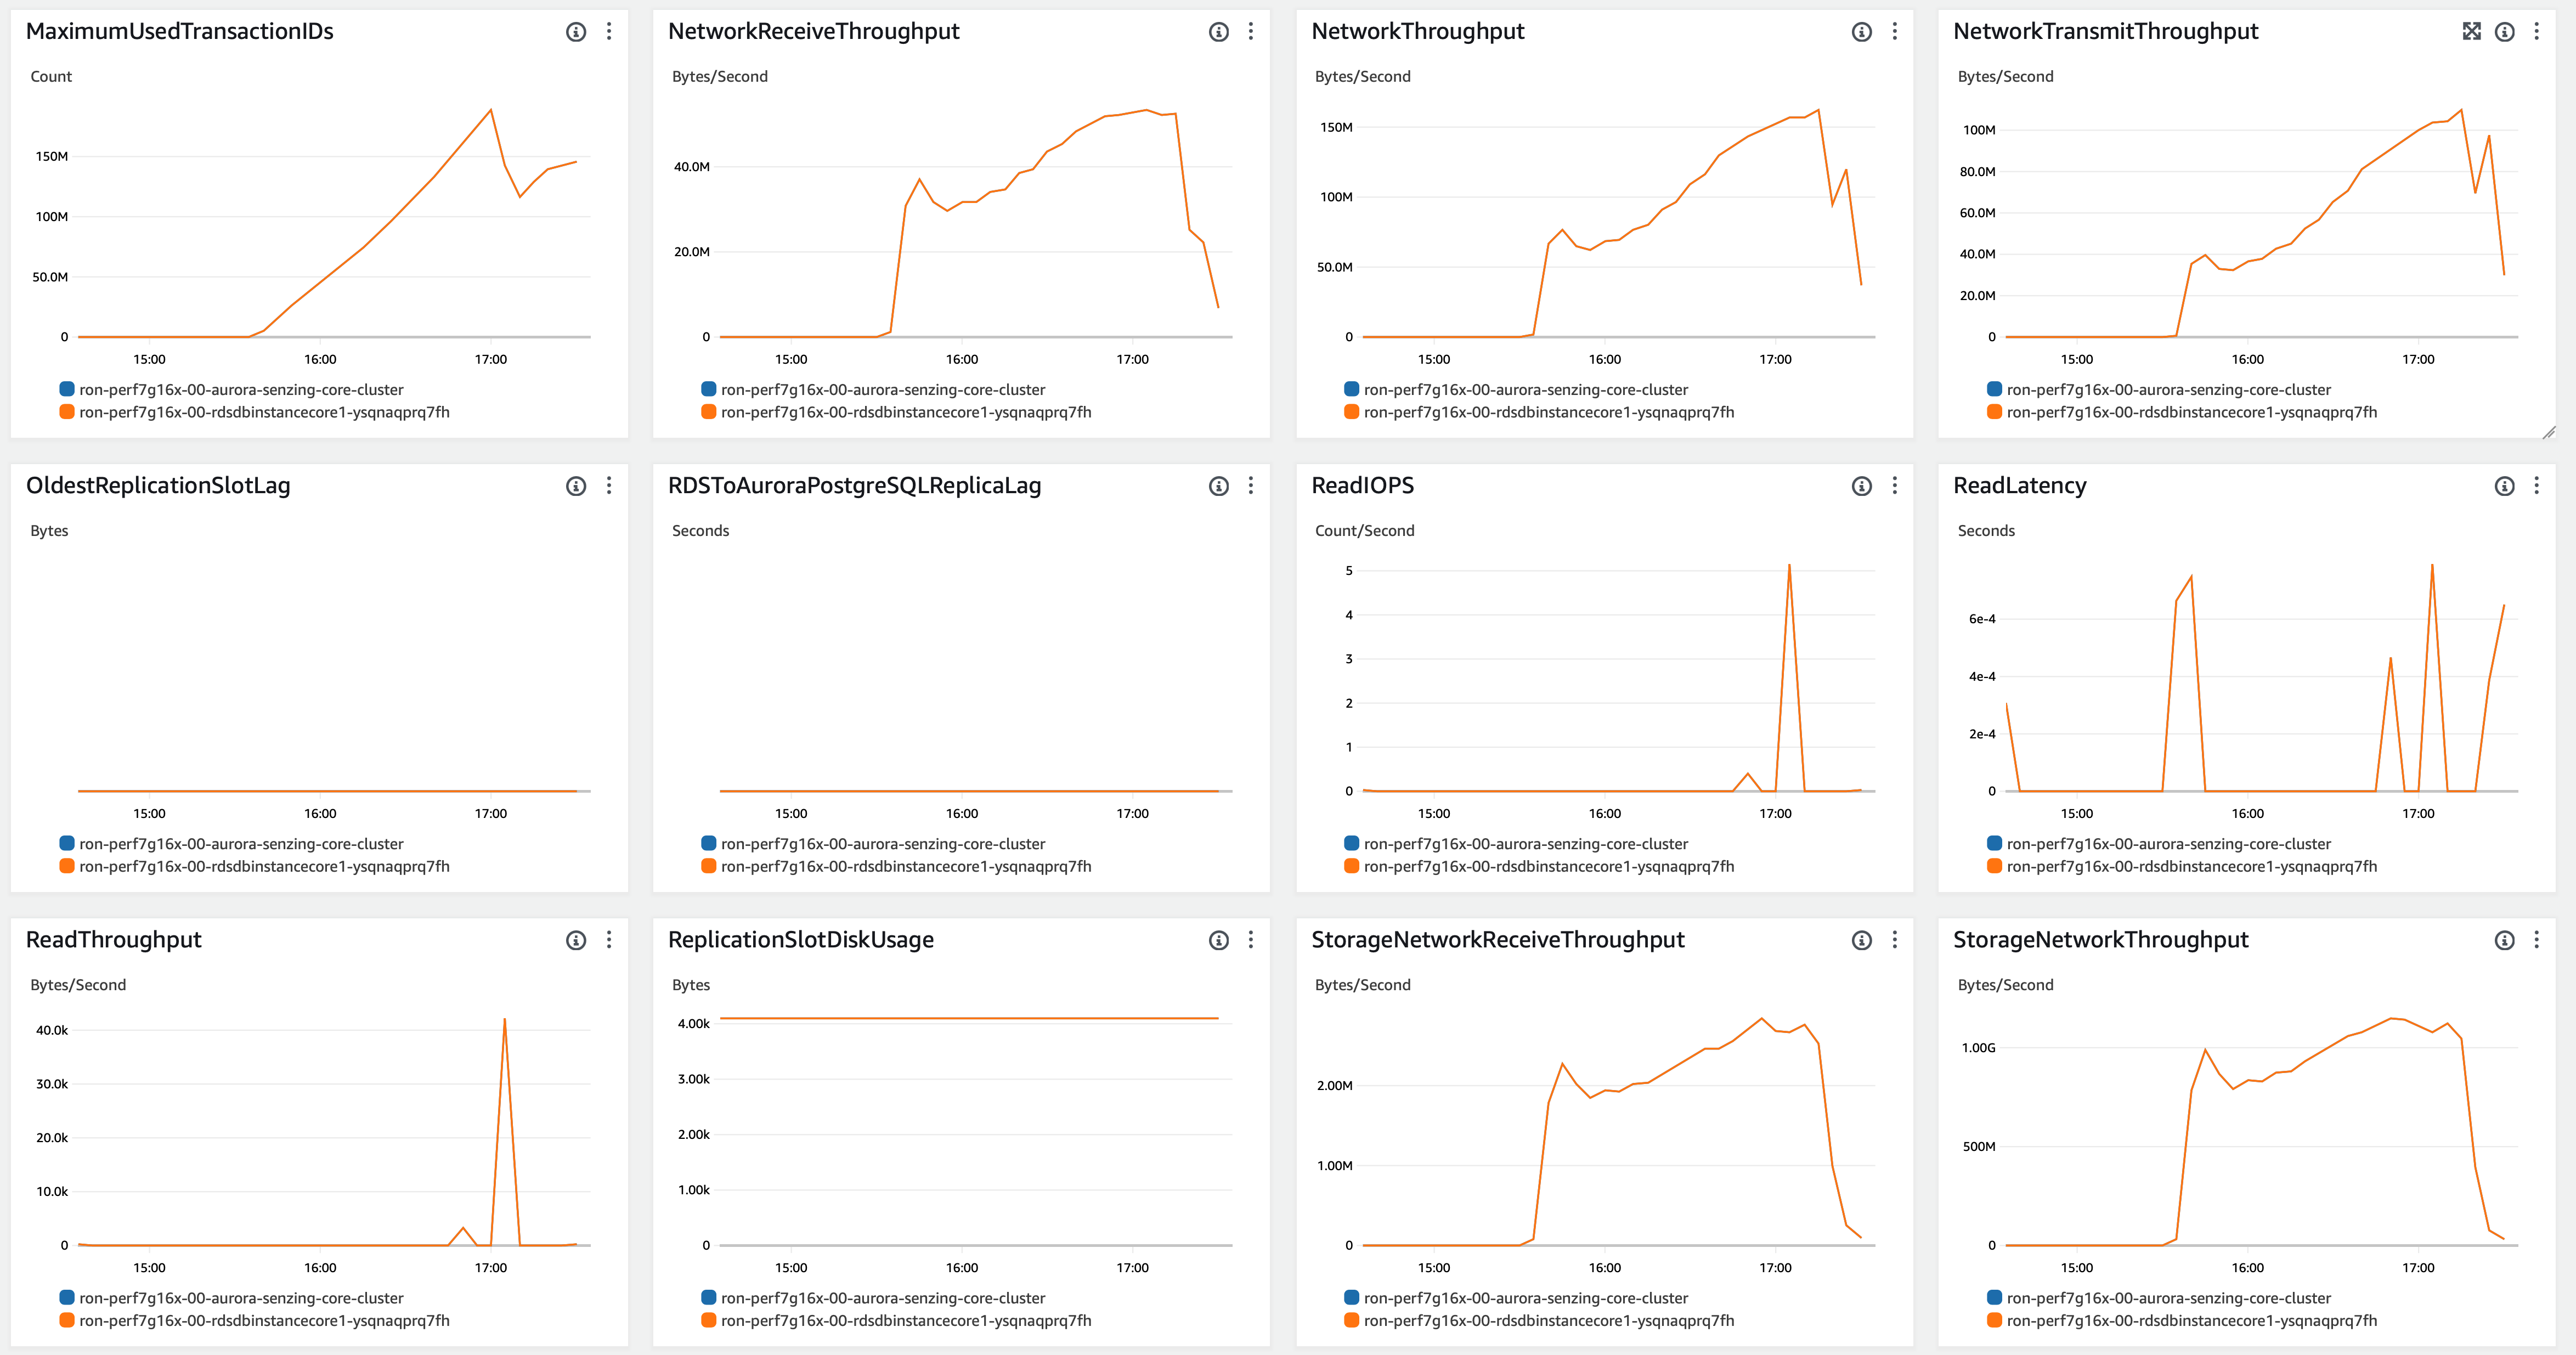 MaximumUsedTransactionIDs
Count
150M
100M
50.0M
0
15:00 16:00 17:00
ron-perf7g16x-00-aurora-senzing-core-cluster
ron-perf7g16x-00-rdsdbinstancecore1-ysqnaqprq7fh
NetworkReceiveThroughput
Bytes/Second
40.0M
20.0M
0
15:00 16:00 17:00
ron-perf7g16x-00-aurora-senzing-core-cluster
ron-perf7g16x-00-rdsdbinstancecore1-ysqnaqprq7fh
NetworkThroughput
Bytes/Second
150M
100M
50.0M
0
15:00 16:00 17:00
ron-perf7g16x-00-aurora-senzing-core-cluster
ron-perf7g16x-00-rdsdbinstancecore1-ysqnaqprq7fh
NetworkTransmitThroughput
Bytes/Second
100M
80.0M
60.0M
40.0M
20.0M
0
15:00 16:00 17:00
ron-perf7g16x-00-aurora-senzing-core-cluster
ron-perf7g16x-00-rdsdbinstancecore1-ysqnaqprq7fh
OldestReplicationSlotLag
Bytes
15:00 16:00 17:00
ron-perf7g16x-00-aurora-senzing-core-cluster
ron-perf7g16x-00-rdsdbinstancecore1-ysqnaqprq7fh
RDSToAuroraPostgreSQLReplicaLag
Seconds
15:00 16:00 17:00
ron-perf7g16x-00-aurora-senzing-core-cluster
ron-perf7g16x-00-rdsdbinstancecore1-ysqnaqprq7fh
ReadIOPS
Count/Second
5
4
3
2
1
0
15:00 16:00 17:00
ron-perf7g16x-00-aurora-senzing-core-cluster
ron-perf7g16x-00-rdsdbinstancecore1-ysqnaqprq7fh
ReadLatency
Seconds
6e-4
4e-4
2e-4
0
15:00 16:00 17:00
ron-perf7g16x-00-aurora-senzing-core-cluster
ron-perf7g16x-00-rdsdbinstancecore1-ysqnaqprq7fh
ReadThroughput
Bytes/Second
40.0k
30.0k
20.0k
10.0k
0
15:00 16:00 17:00
ron-perf7g16x-00-aurora-senzing-core-cluster
ron-perf7g16x-00-rdsdbinstancecore1-ysqnaqprq7fh
ReplicationSlotDiskUsage
Bytes
4.00k
3.00k
2.00k
1.00k
0
15:00 16:00 17:00
ron-perf7g16x-00-aurora-senzing-core-cluster
ron-perf7g16x-00-rdsdbinstancecore1-ysqnaqprq7fh
StorageNetworkReceiveThroughput
Bytes/Second
2.00M
1.00M
0
15:00 16:00 17:00
ron-perf7g16x-00-aurora-senzing-core-cluster
ron-perf7g16x-00-rdsdbinstancecore1-ysqnaqprq7fh
StorageNetworkThroughput
Bytes/Second
1.00G
500M
0
15:00 16:00 17:00
ron-perf7g16x-00-aurora-senzing-core-cluster
ron-perf7g16x-00-rdsdbinstancecore1-ysqnaqprq7fh